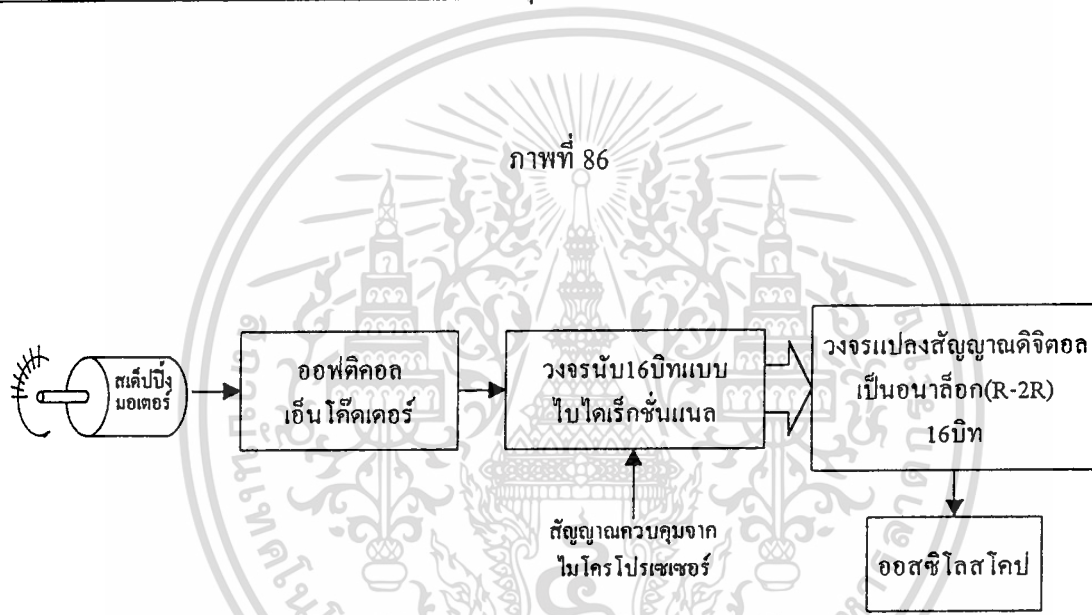 ภาพที่ 86
สเต็ปปิ้ง
มอเตอร์
ออฟติคอล
เอ็นโค๊ดเดอร์
วงจรนับ16บิทแบบ
ไบไดเร็กชั่นแนล
วงจรแปลงสัญญาณดิจิตอล
เป็นอนาล็อก(R-2R)
16บิท
สัญญาณควบคุมจาก
ไมโครโปรเซเซอร์
ออสซิโลสโคป